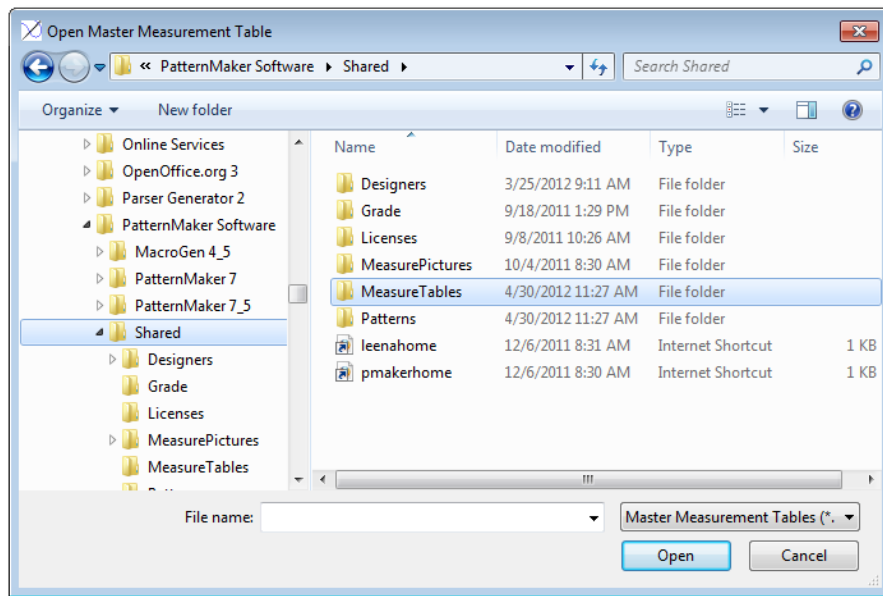 Open Master Measurement Table
« PatternMaker Software Shared
Search Shared
Organize New folder
Online Services
OpenOffice.org 3
Parser Generator 2
PatternMaker Software
MacroGen 4_5
PatternMaker 7
PatternMaker 7_5
Shared
Designers
Grade
Licenses
MeasurePictures
MeasureTables
Name Date modified Type Size
Designers 3/25/2012 9:11 AM File folder
Grade 9/18/2011 1:29 PM File folder
Licenses 9/8/2011 10:26 AM File folder
MeasurePictures 10/4/2011 8:30 AM File folder
MeasureTables 4/30/2012 11:27 AM File folder
Patterns 4/30/2012 11:27 AM File folder
leenahome 12/6/2011 8:31 AM Internet Shortcut 1 KB
pmakerhome 12/6/2011 8:30 AM Internet Shortcut 1 KB
File name: Master Measurement Tables (*.
Open Cancel